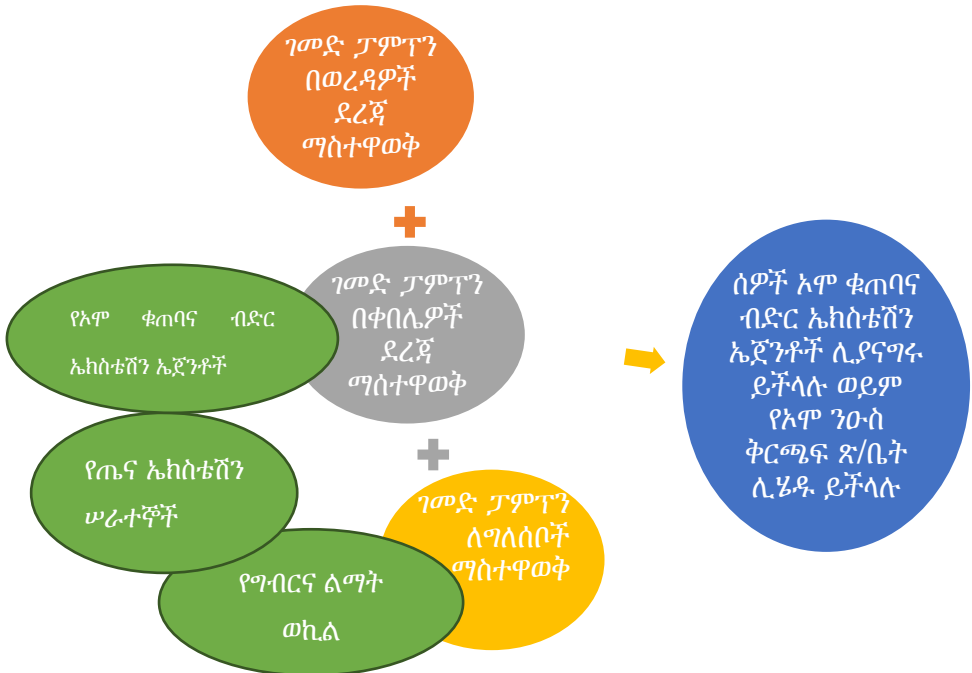 ገመድ ፓምፕን
በወረዳዎች
ደረጃ
ማስተዋወቅ
ገመድ ፓምፕን
በቀበሌዎች
ደረጃ
ማሰተዋወቅ
የኦሞ ቁጠባና ብድር
ኤክስቴሽን ኤጀንቶች
የጤና ኤክስቴሽን
ሠራተኞች
ገመድ ፓምፕን
ለግለሰቦች
ማስተዋወቅ
የግብርና ልማት
ወኪል
ሰዎች ኦሞ ቁጠባና
ብድር ኤክስቴሽን
ኤጀንቶች ሊያናግሩ
ይችላሉ ወይም
የኦሞ ንዑስ
ቅርጫፍ ጽ/ቤት
ሊሄዱ ይችላሉ